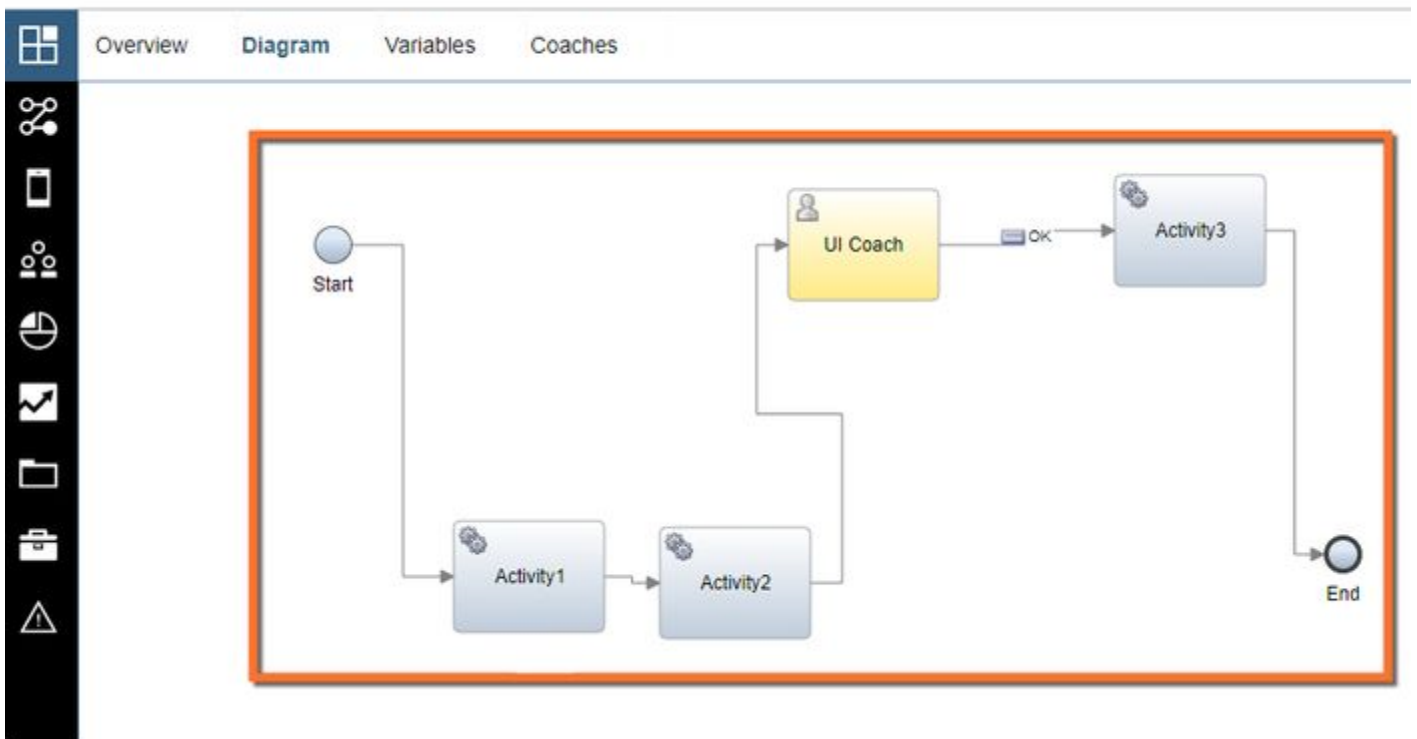 Overview Diagram Variables Coaches
Start
UI Coach
OK
Activity3
Activity1
Activity2
End